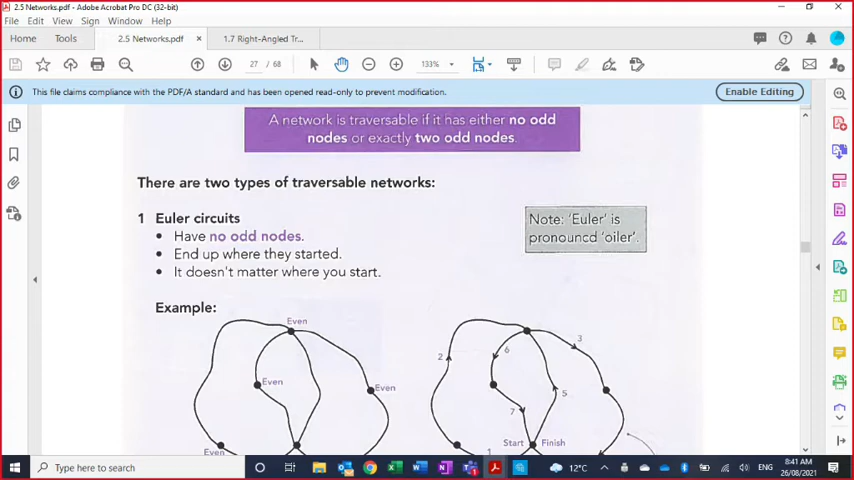 2.5 Networks.pdf - Adobe Acrobat Pro DC (32-bit)
File Edit View Sign Window Help
Home Tools 2.5 Networks.pdf × 1.7 Right-Angled Tr...
27 / 68 133%
This file claims compliance with the PDF/A standard and has been opened read-only to prevent modification. Enable Editing
A network is traversable if it has either no odd
nodes or exactly two odd nodes.
There are two types of traversable networks:
1 Euler circuits
• Have no odd nodes.
• End up where they started.
• It doesn't matter where you start.
Note: 'Euler' is
pronouncd 'oiler'.
Example:
Even
Even
Even
Even
2
6
3
5
7
1
Start Finish
Type here to search
12°C ENG 8:41 AM
26/08/2021